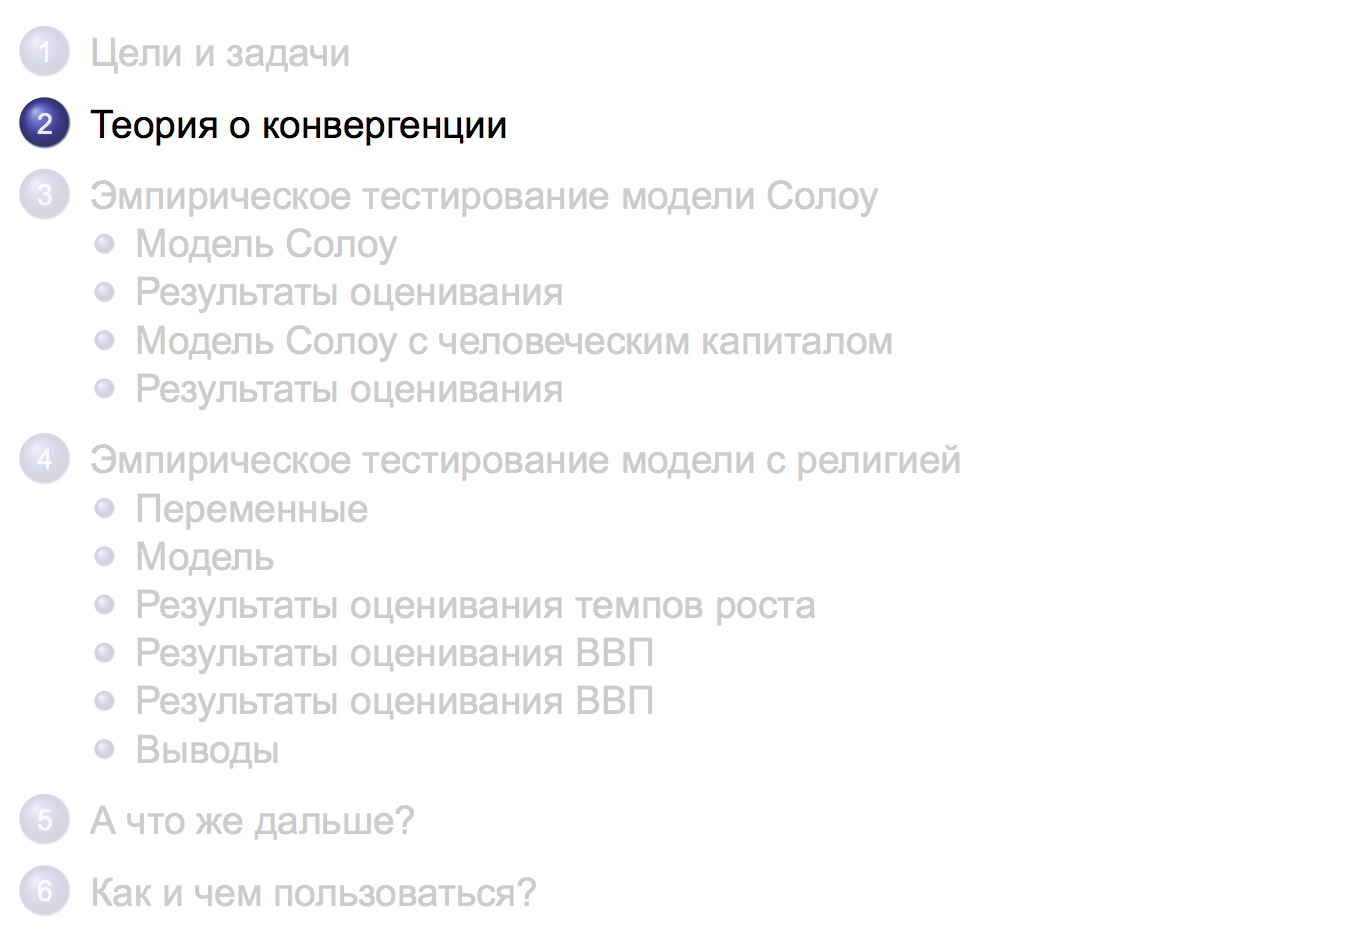 1 Цели и задачи
2 Теория о конвергенции
3 Эмпирическое тестирование модели Солоу
Модель Солоу
Результаты оценивания
Модель Солоу с человеческим капиталом
Результаты оценивания
4 Эмпирическое тестирование модели с религией
Переменные
Модель
Результаты оценивания темпов роста
Результаты оценивания ВВП
Результаты оценивания ВВП
Выводы
5 А что же дальше?
6 Как и чем пользоваться?